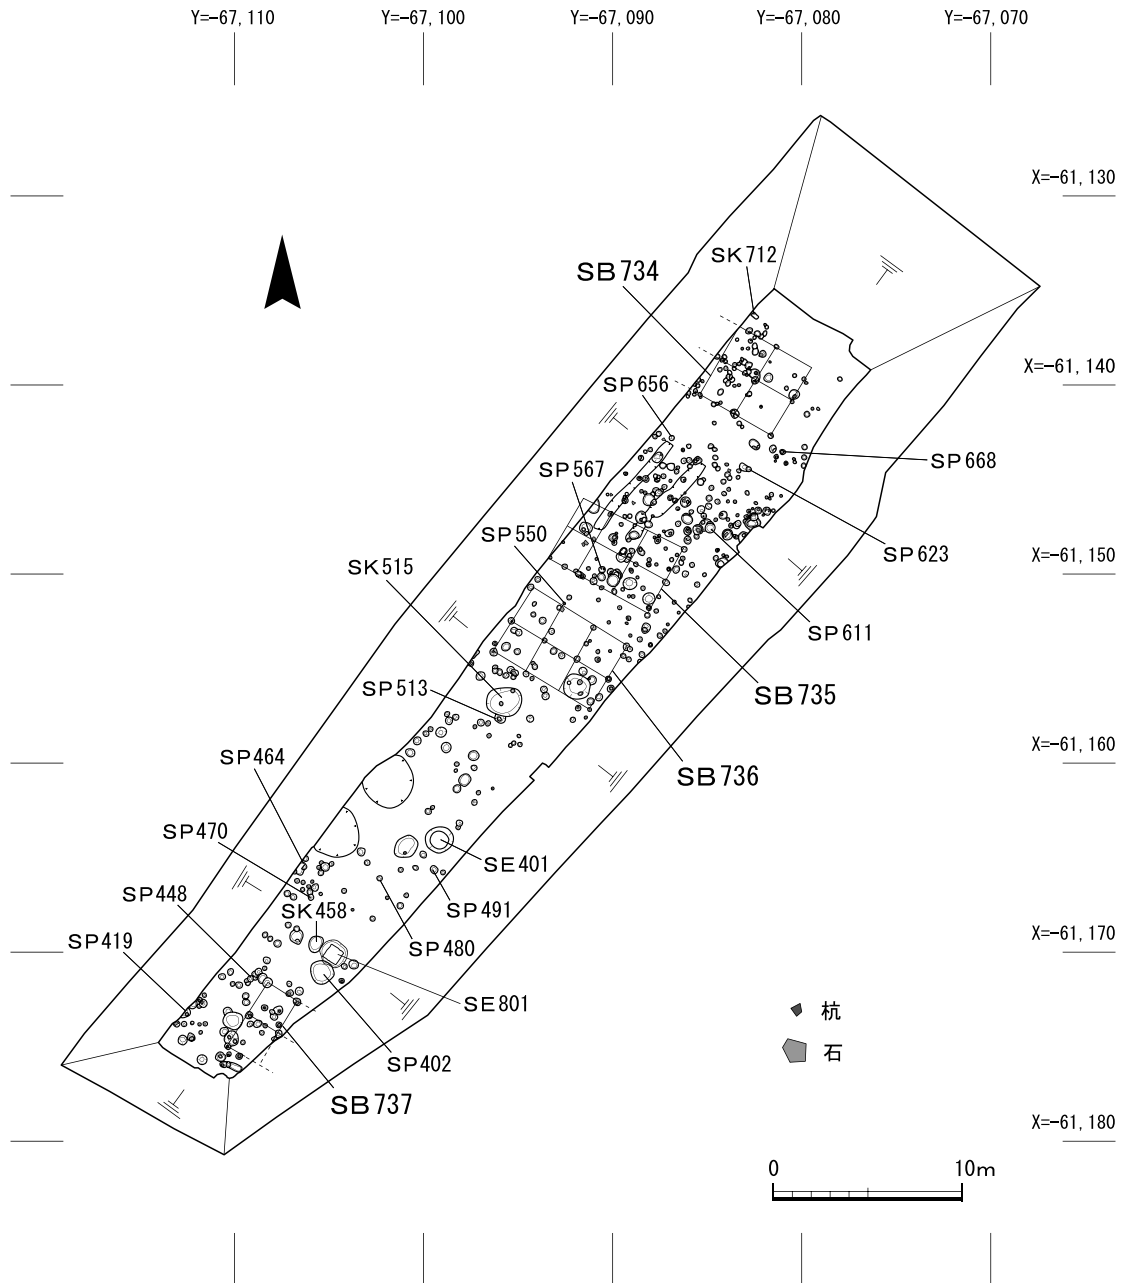 Y=-67,110
Y=-67,100
Y=-67,090
Y=-67,080
Y=-67,070
X=-61,130
SK712
SB734
X=-61,140
SP656
SP668
SP567
SP550
SP623
X=-61,150
SK515
SP611
SP513
SB735
X=-61,160
SP464
SB736
SP470
SE401
SP448
SK458
SP491
X=-61,170
SP419
SP480
SE801
杭
石
SP402
SB737
X=-61,180
0 10m